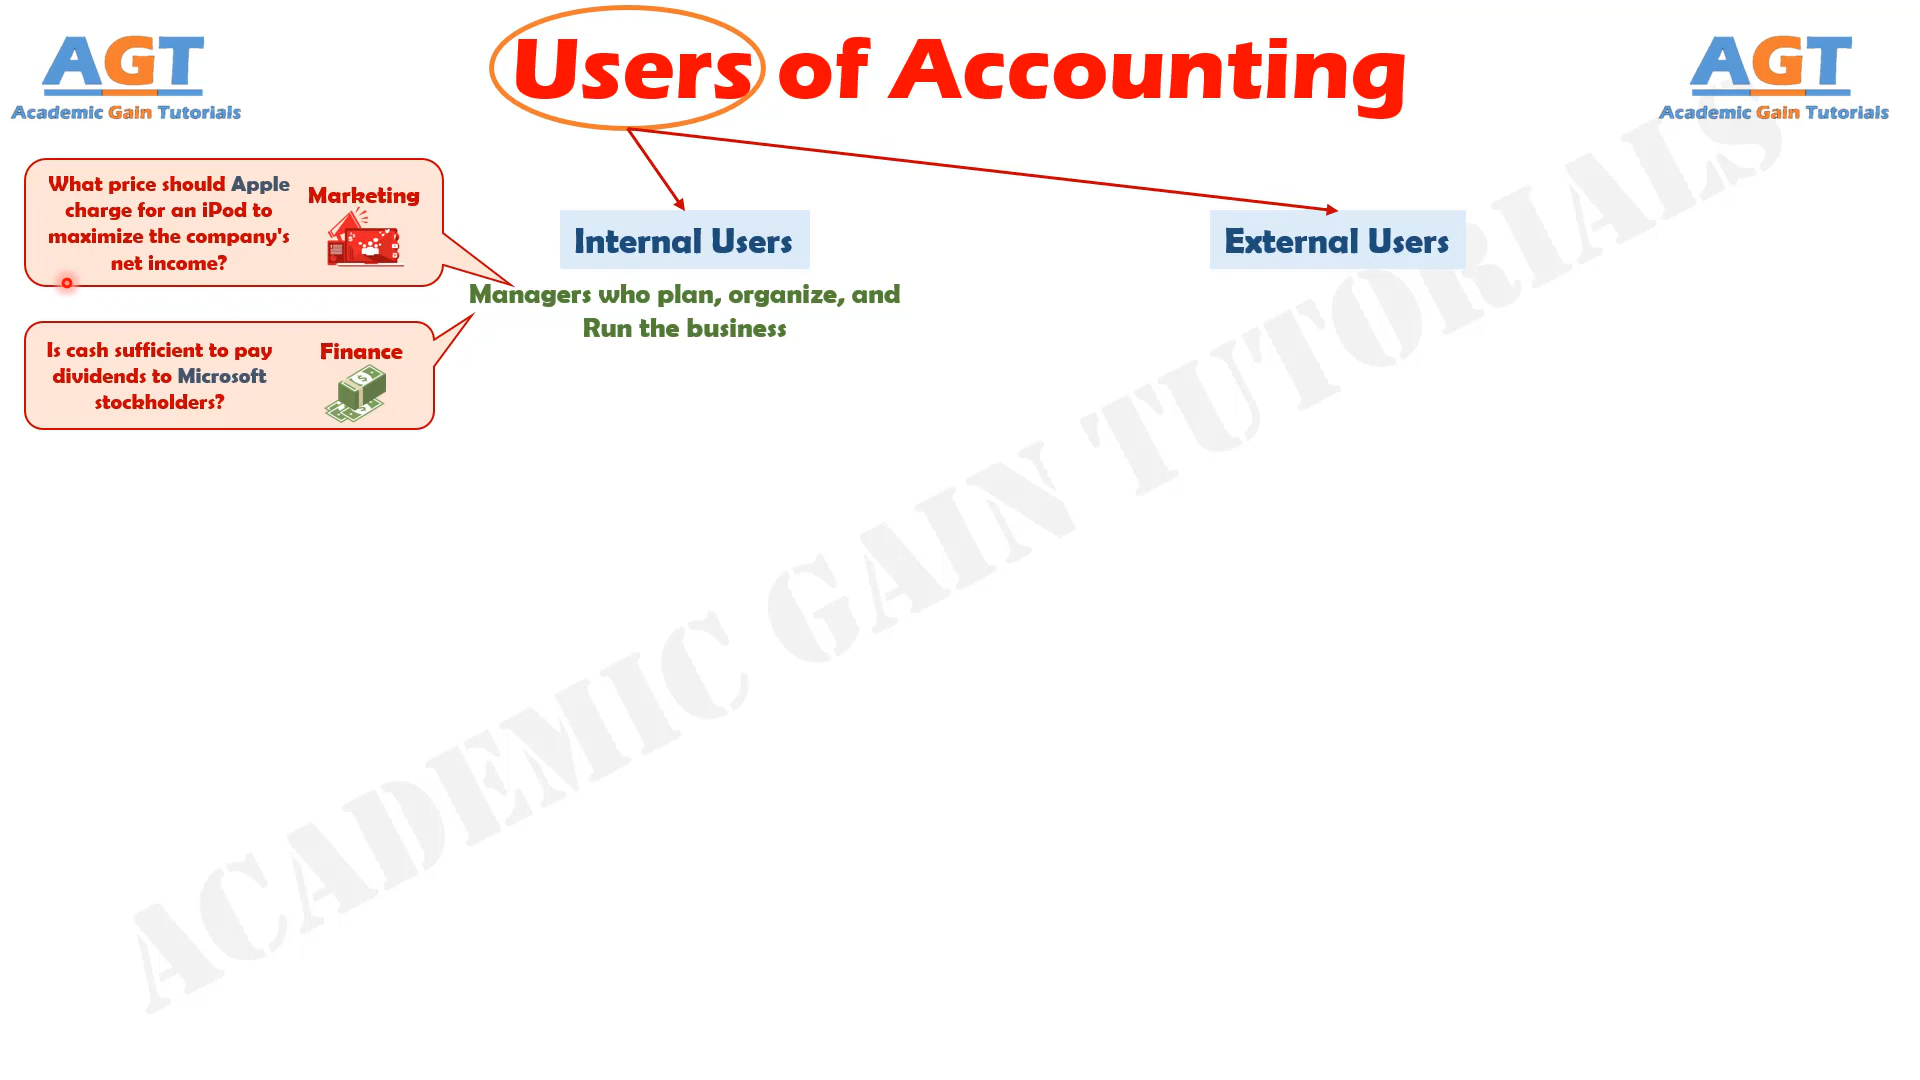 AGT
Academic Gain Tutorials
Users of Accounting
AGT
Academic Gain Tutorials
What price should Apple
charge for an iPod to
maximize the company's
net income?
Marketing
Internal Users
External Users
Managers who plan, organize, and
Run the business
Is cash sufficient to pay
dividends to Microsoft
stockholders?
Finance
ACADEMIC GAIN TUTORIALS